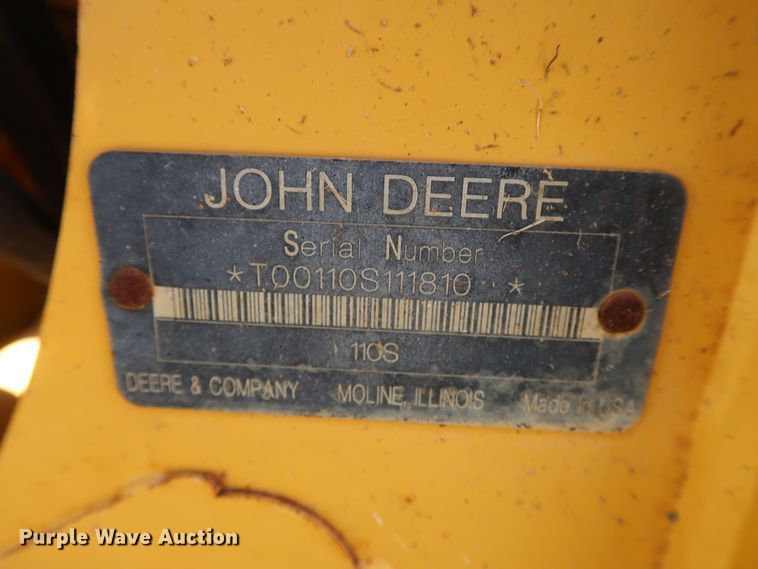 JOHN DEERE
Serial Number
*T00110S111810 *
110S
DEERE & COMPANY MOLINE, ILLINOIS Made in USA
Purple Wave Auction